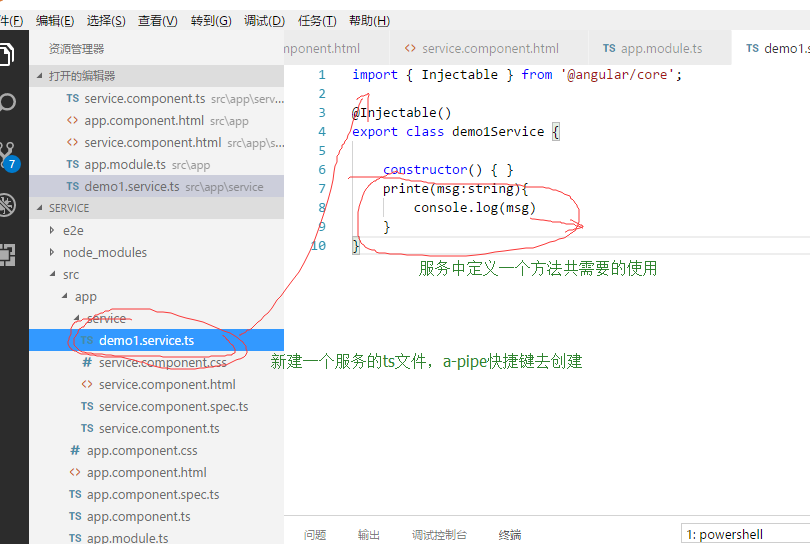 件(F) 编辑(E) 选择(S) 查看(V) 转到(G) 调试(D) 任务(T) 帮助(H)
资源管理器
mponent.html service.component.html app.module.ts demo1.s
打开的编辑器
TS service.component.ts src\app\serv...
app.component.html src\app
service.component.html src\app\s...
TS app.module.ts src\app
TS demo1.service.ts src\app\service
7
SERVICE
e2e
node_modules
src
app
service
TS demo1.service.ts
# service.component.css
service.component.html
TS service.component.spec.ts
TS service.component.ts
# app.component.css
app.component.html
TS app.component.spec.ts
TS app.component.ts
TS app.module.ts
1 import { Injectable } from '@angular/core';
2
3 @Injectable()
4 export class demo1Service {
5
6 constructor() { }
7 printe(msg:string){
8 console.log(msg)
9 }
10 }
服务中定义一个方法共需要的使用
新建一个服务的ts文件，a-pipe快捷键去创建
问题 输出 调试控制台 终端 1: powershell